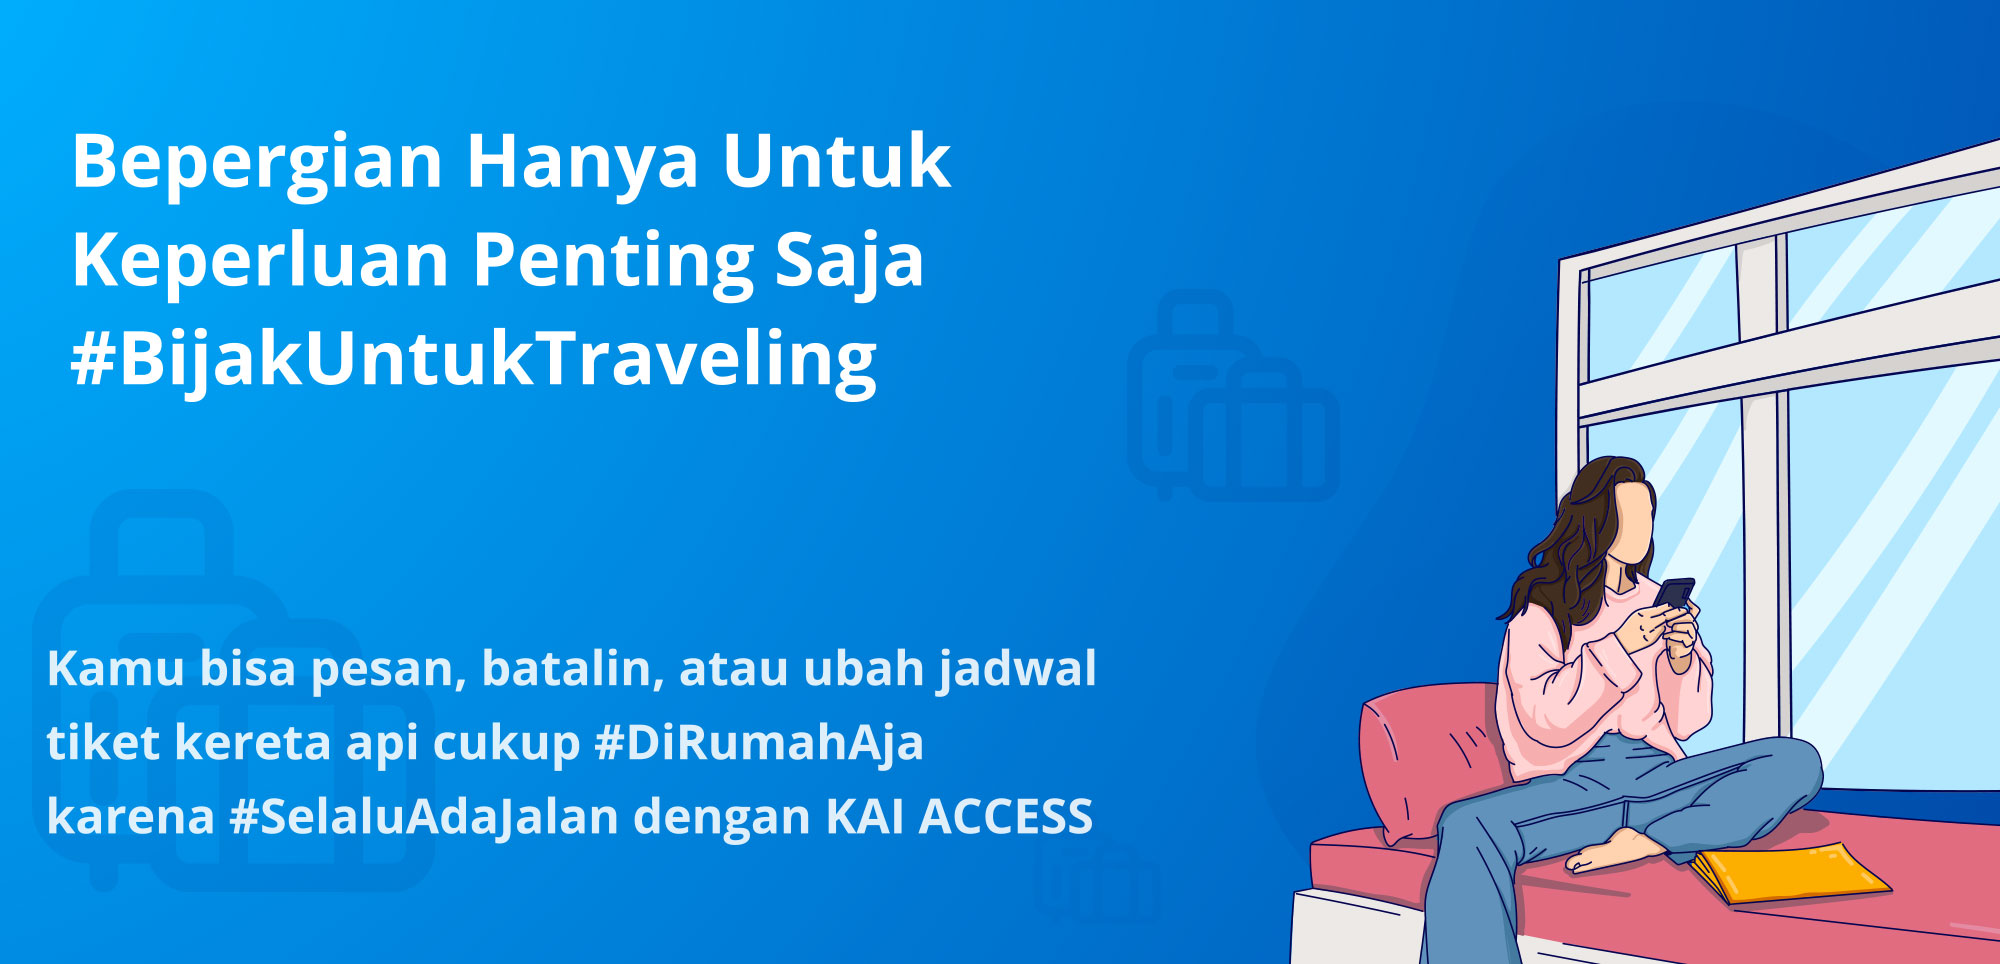 Bepergian Hanya Untuk
Keperluan Penting Saja
#BijakUntukTraveling
Kamu bisa pesan, batalin, atau ubah jadwal
tiket kereta api cukup #DiRumahAja
karena #SelaluAdaJalan dengan KAI ACCESS